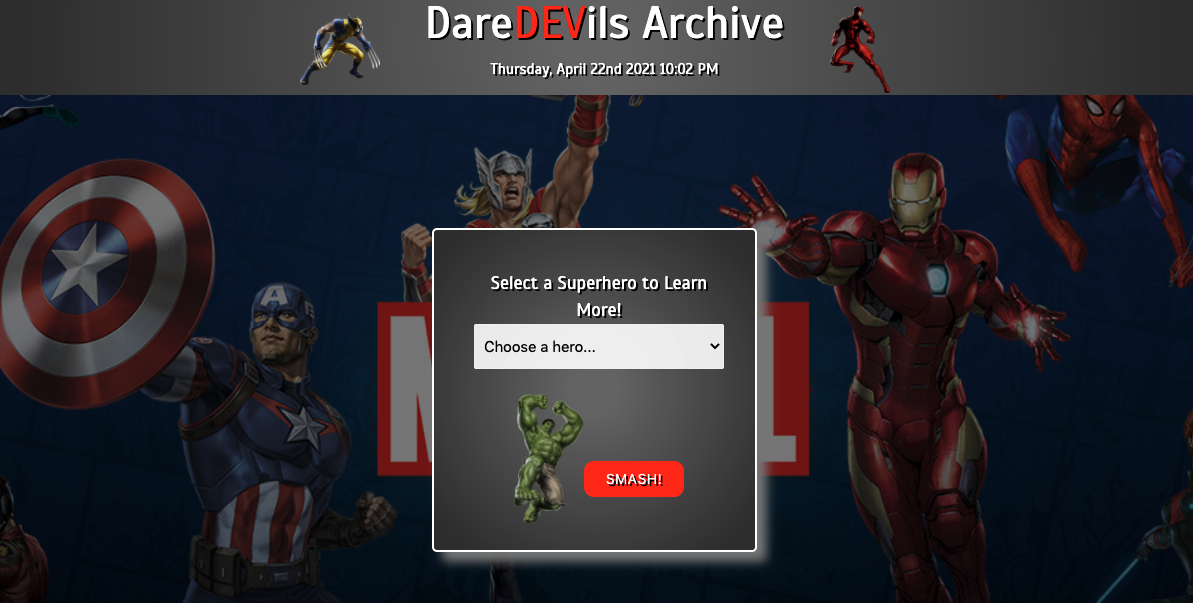 DareDEVils Archive
Thursday, April 22nd 2021 10:02 PM
Select a Superhero to Learn
More!
Choose a hero...
SMASH!